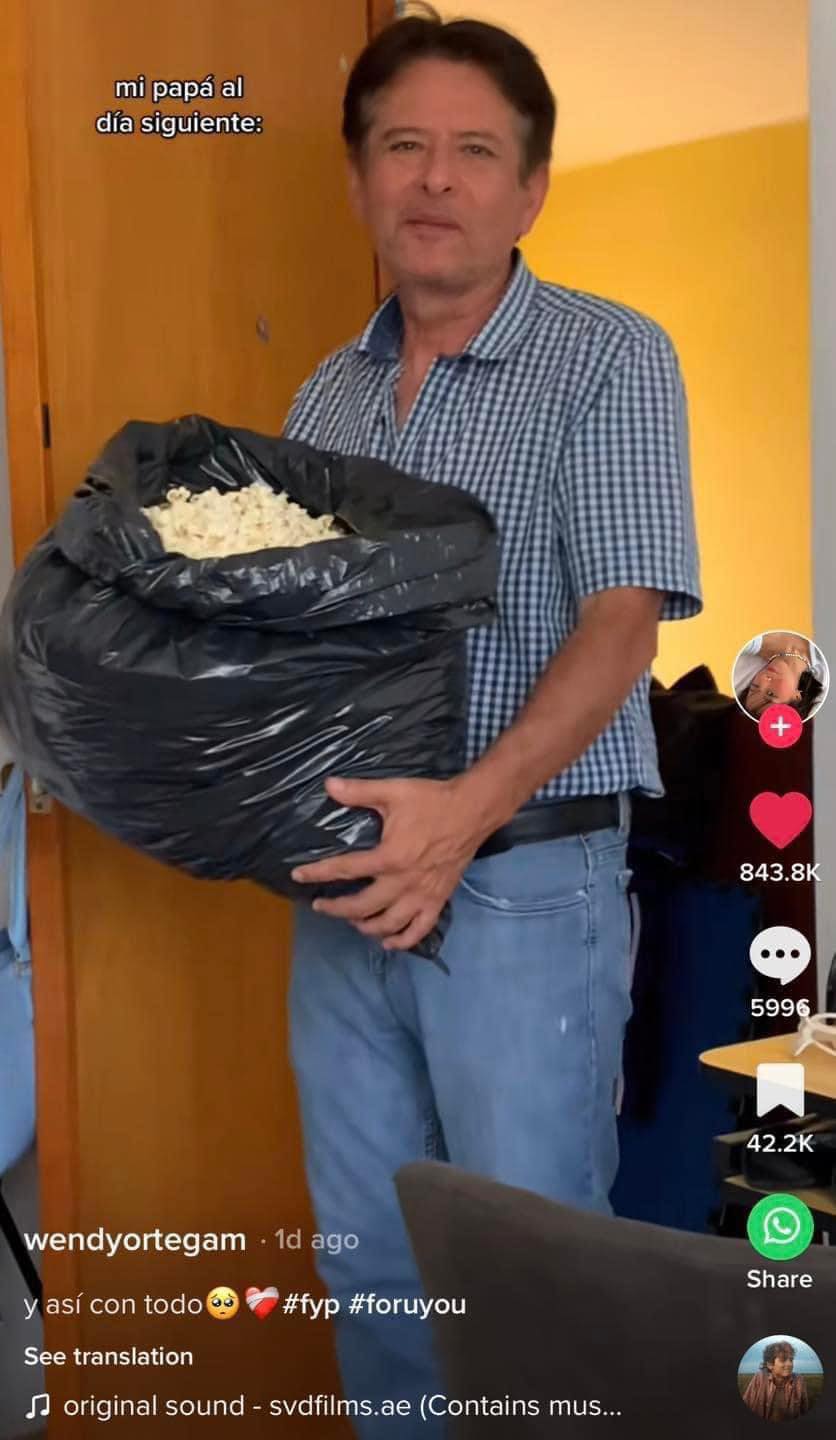 mi papá al
día siguiente:
843.8K
5996
42.2K
Share
wendyortegam · 1d ago
y así con todo🥺❤️‍🩹 #fyp #foruyou
See translation
original sound - svdfilms.ae (Contains mus...